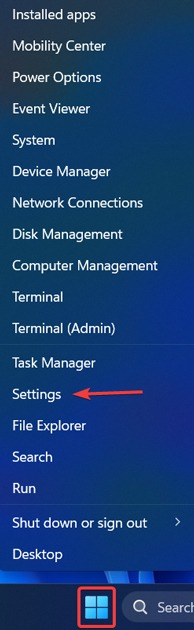 Installed apps
Mobility Center
Power Options
Event Viewer
System
Device Manager
Network Connections
Disk Management
Computer Management
Terminal
Terminal (Admin)
Task Manager
Settings
File Explorer
Search
Run
Shut down or sign out
Desktop
Search